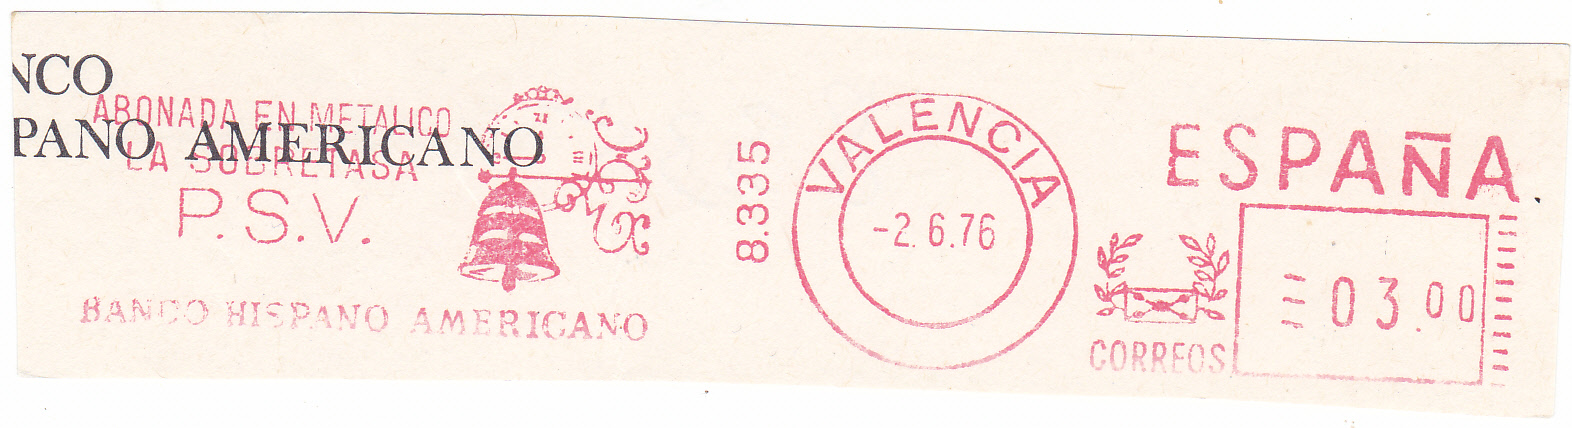 NCO
PANO AMERICANO
ABONADA EN METALICO
LA SOBRETASA
P.S.V.
BANCO HISPANO AMERICANO
8.335
VALENCIA
-2.6.76
ESPAÑA
CORREOS
03.00